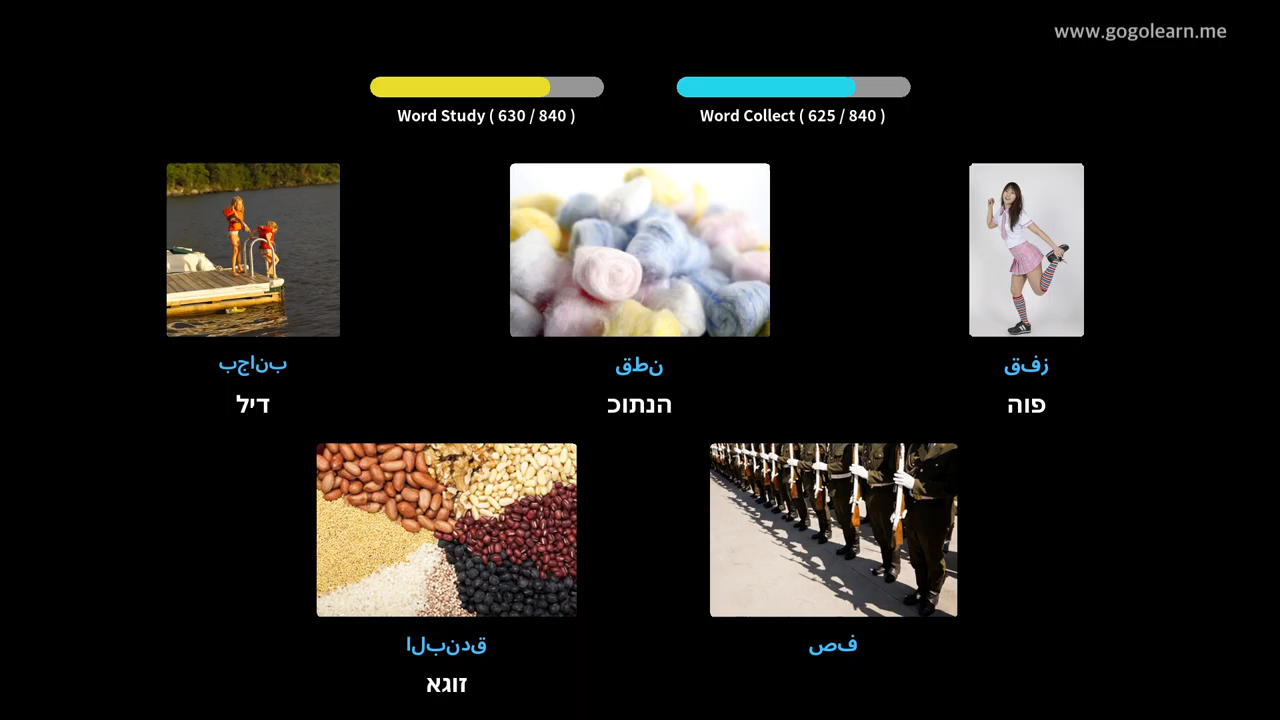 www.gogolearn.me
Word Study ( 630 / 840 )
Word Collect ( 625 / 840 )
بناجب
نطق
زفق
דיל
הנתוכ
פוה
قدنبلا
فص
זוגא